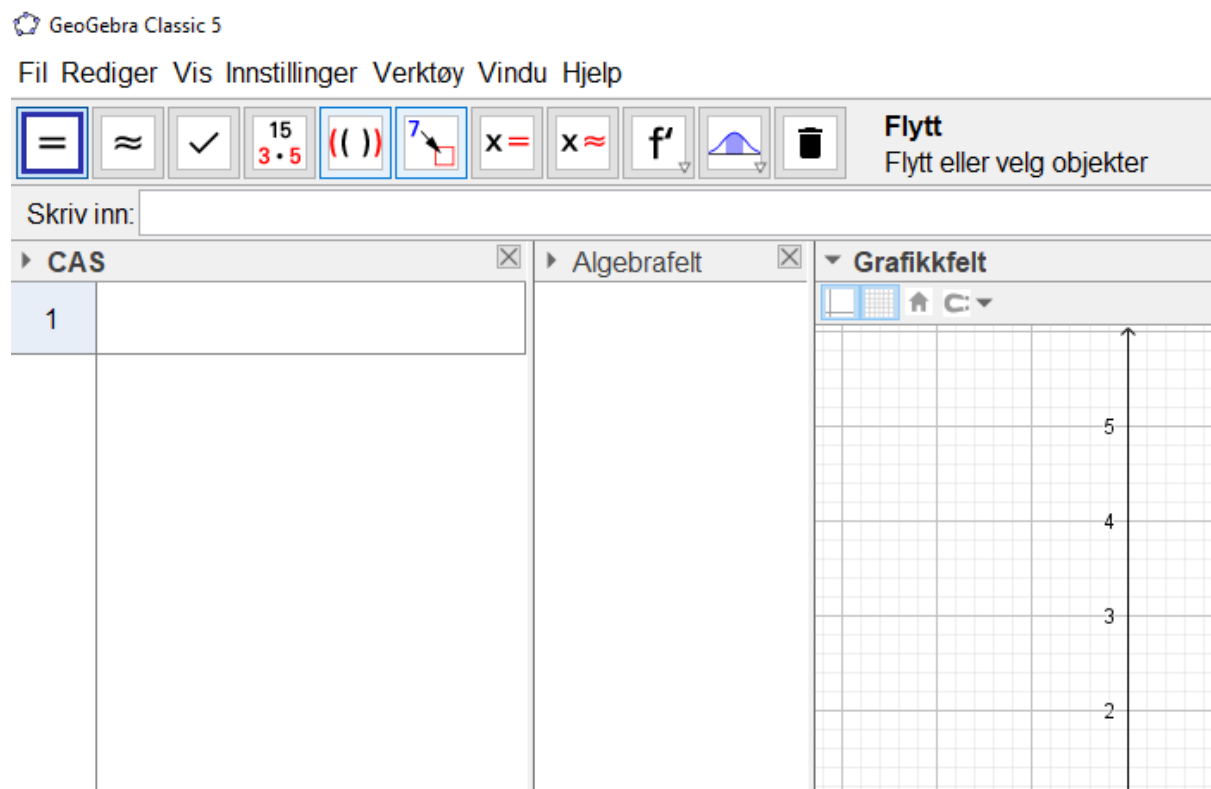 GeoGebra Classic 5
Fil Rediger Vis Innstillinger Verktøy Vindu Hjelp
= ≈ ✓ 15 3·5 (( )) 7 x= x≈ f′
Flytt
Flytt eller velg objekter
Skriv inn:
CAS
Algebrafelt
Grafikkfelt
1
5
4
3
2